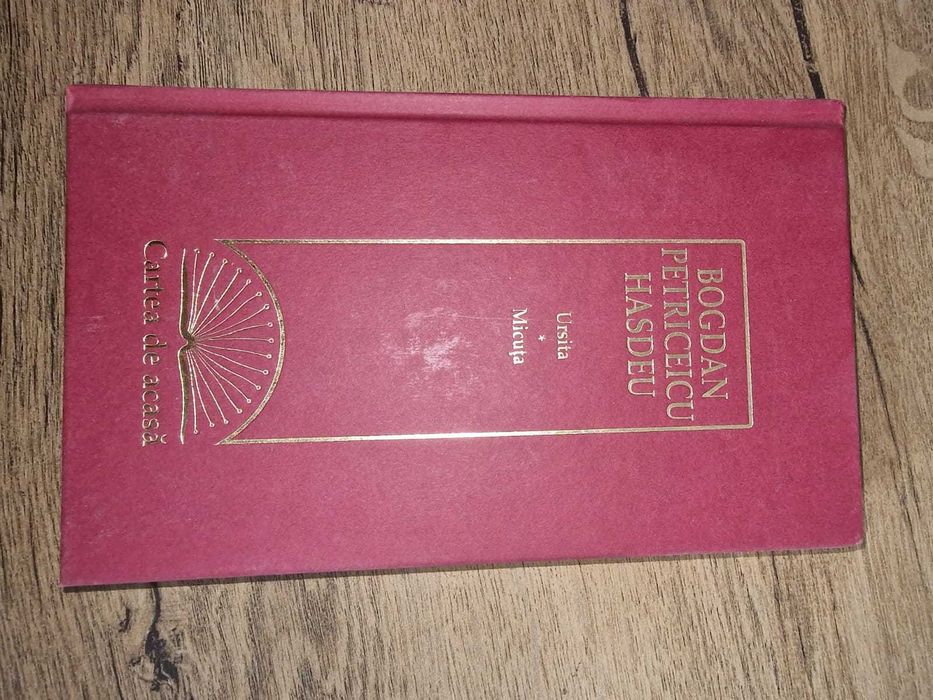 BOGDAN
PETRICEICU
HASDEU
Ursita
*
Micuța
Cartea de acasă